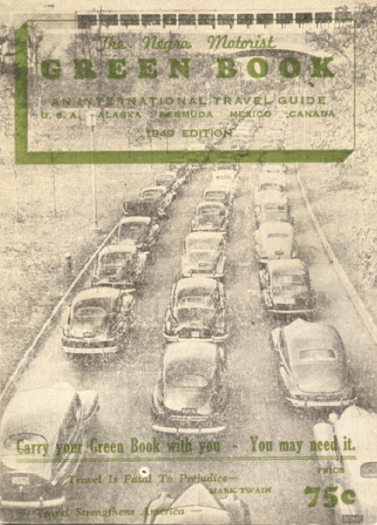 The Negro Motorist
GREEN BOOK
AN INTERNATIONAL TRAVEL GUIDE
U. S. A. ALASKA BERMUDA MEXICO CANADA
1949 EDITION
Carry your Green Book with you - You may need it.
Travel Is Fatal To Prejudice—
MARK TWAIN
PRICE
75c
Travel Strengthens America —